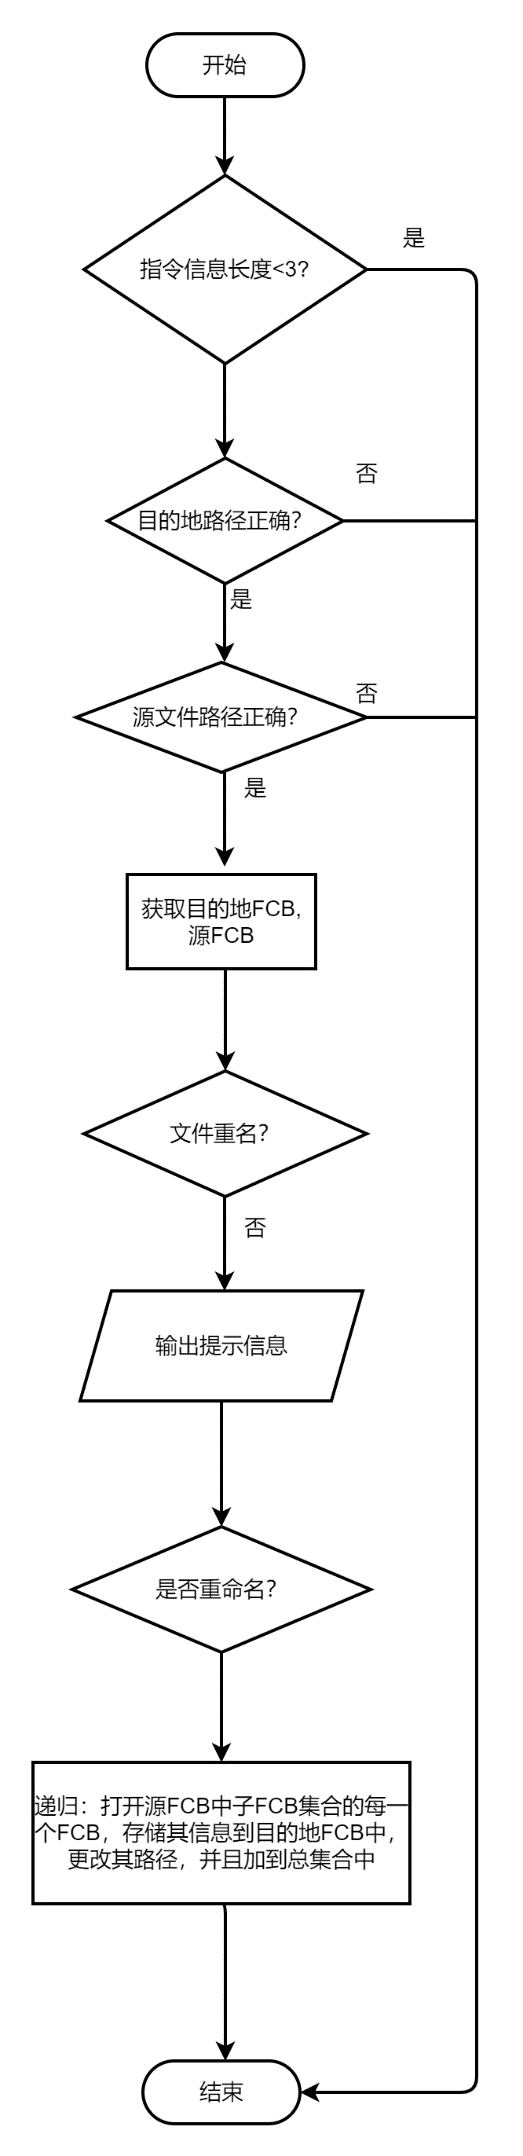 开始
是
指令信息长度<3?
否
目的地路径正确?
是
否
源文件路径正确?
是
获取目的地FCB,
源FCB
文件重名?
否
输出提示信息
是否重命名?
递归：打开源FCB中子FCB集合的每一
个FCB，存储其信息到目的地FCB中，
更改其路径，并且加到总集合中
结束